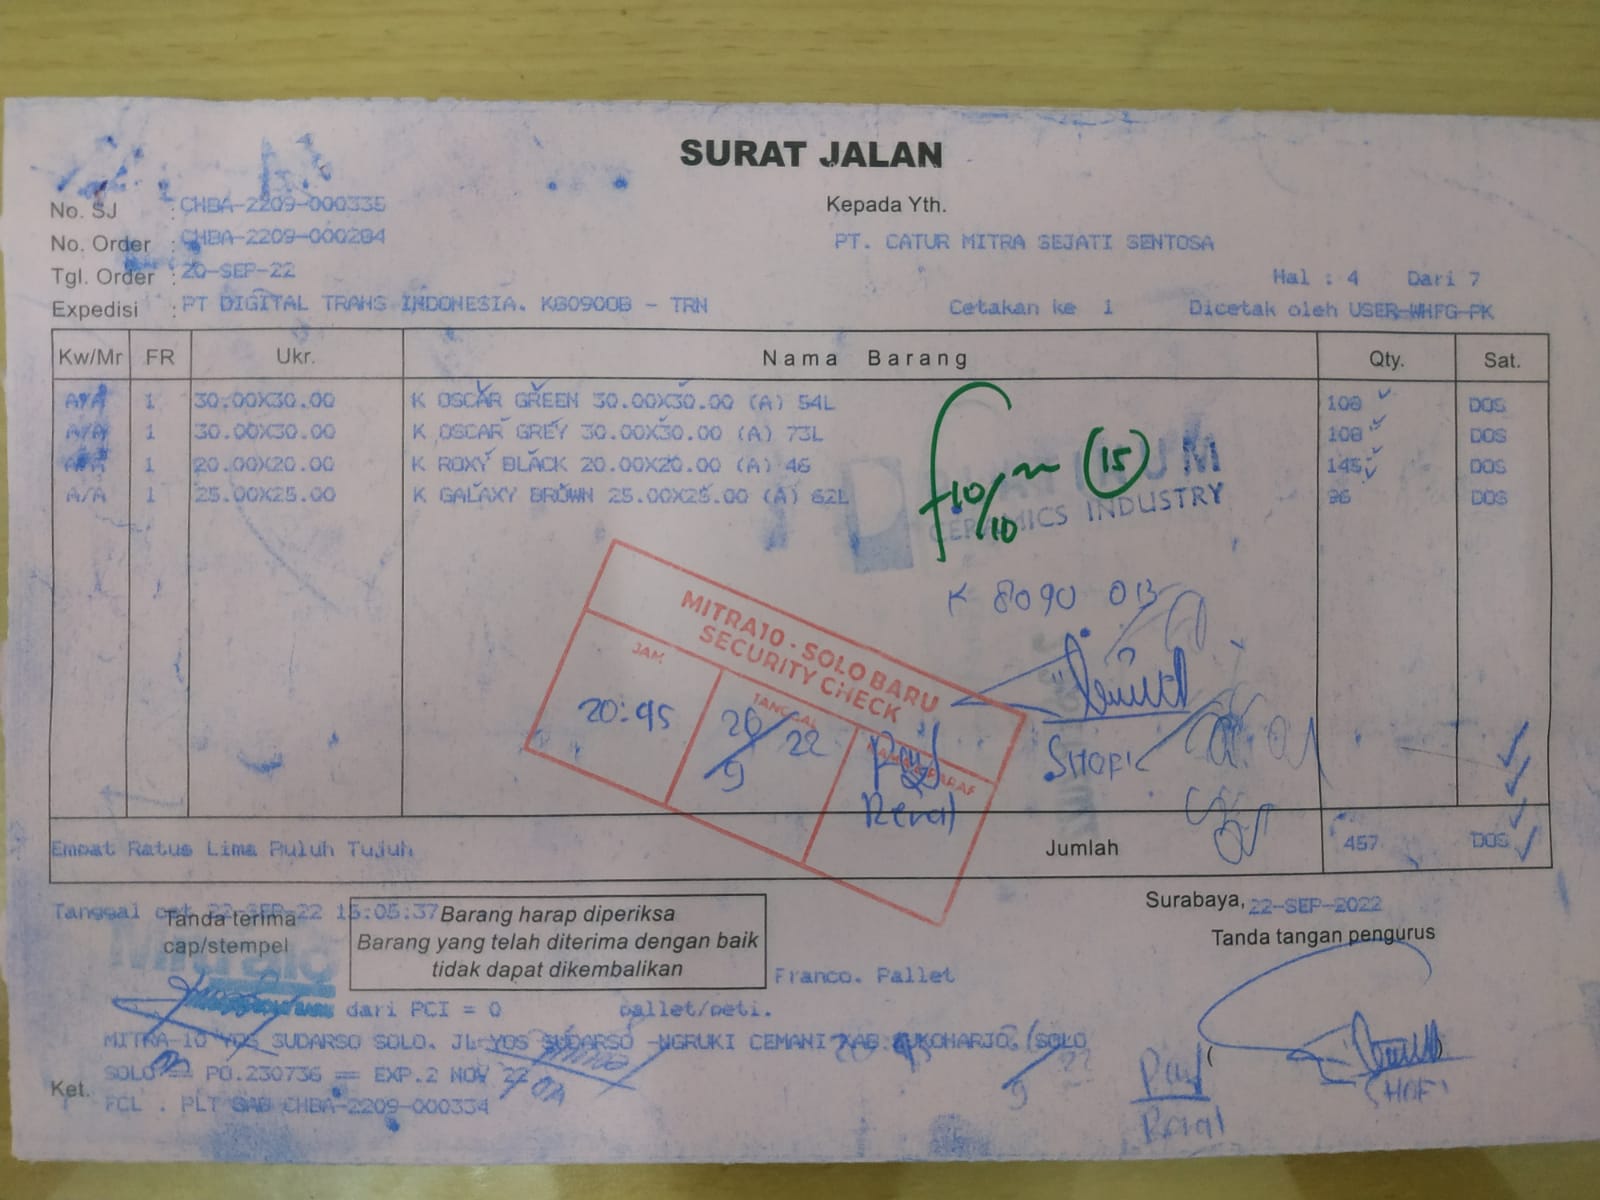 SURAT JALAN
No. SJ : CHBA-2209-000335
Kepada Yth.
No. Order : CHBA-2209-000284
PT. CATUR MITRA SEJATI SENTOSA
Tgl. Order : 20-SEP-22
Hal : 4 Dari 7
Expedisi : PT DIGITAL TRANS INDONESIA. K8090OB - TRN
Cetakan ke 1 Dicetak oleh USER-WHFG-PK
Kw/Mr FR Ukr. Nama Barang Qty. Sat.
A/A 1 30.00X30.00 K OSCAR GREEN 30.00X30.00 (A) 54L 108 DOS
A/A 1 30.00X30.00 K OSCAR GREY 30.00X30.00 (A) 73L 108 DOS
A/A 1 20.00X20.00 K ROXY BLACK 20.00X20.00 (A) 46 145 DOS
A/A 1 25.00X25.00 K GALAXY BROWN 25.00X25.00 (A) 62L 96 DOS
10/10
(15)
CERAMICS INDUSTRY
K 8090 OB
MITRA10 - SOLO BARU
SECURITY CHECK
JAM
TANGGAL
20:45
20/9 22
SHOFI
Empat Ratus Lima Puluh Tujuh
Jumlah 457 DOS
Tanggal cet 22-SEP-22 15:05:37
Surabaya, 22-SEP-2022
Tanda terima
cap/stempel
Barang harap diperiksa
Barang yang telah diterima dengan baik
tidak dapat dikembalikan
Tanda tangan pengurus
Franco. Pallet
Mitra10
dari PCI = 0 pallet/peti.
MITRA-10 YOS SUDARSO SOLO. JL YOS SUDARSO -NGRUKI CEMANI KAB SUKOHARJO. (SOLO
SOLO == PO.230736 == EXP.2 NOV 22
Ket.
FCL . PLT GAB CHBA-2209-000334